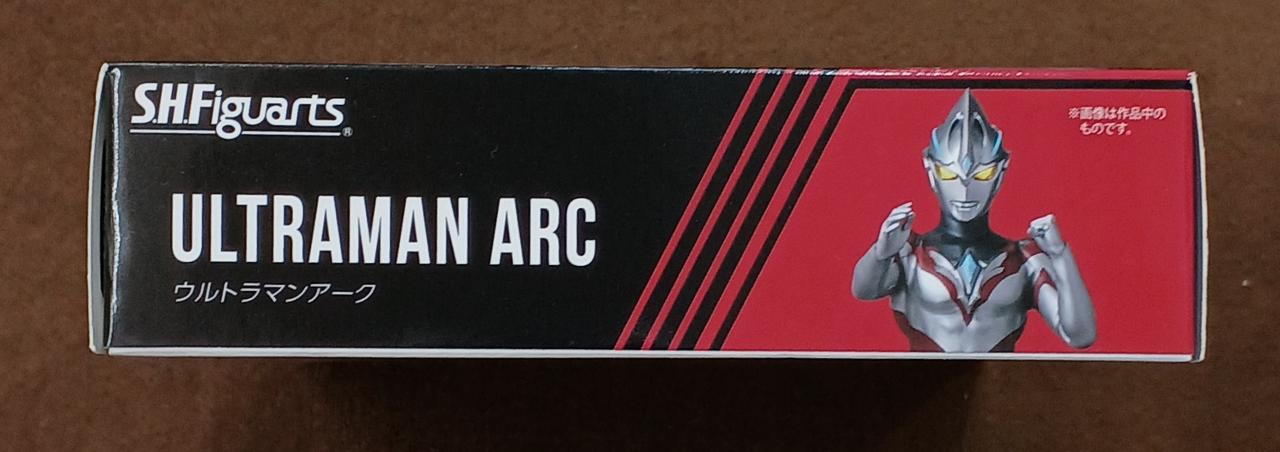 S.H.Figuarts®
ULTRAMAN ARC
ウルトラマンアーク
※画像は作品中の
ものです。